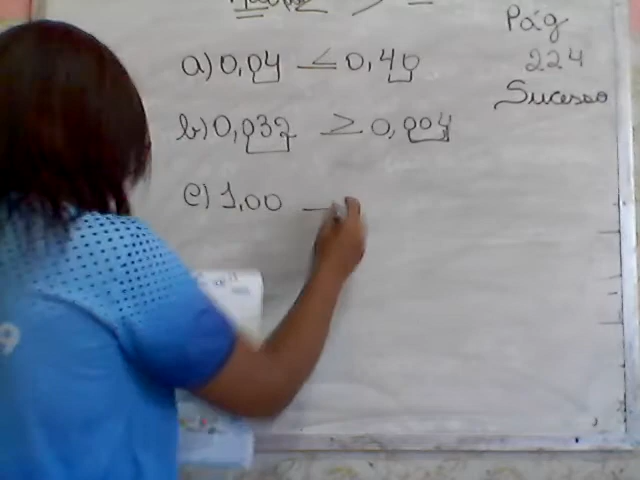 Pág
224
Sucesso
a) 0,04 < 0,40
b) 0,032 > 0,004
c) 1,00